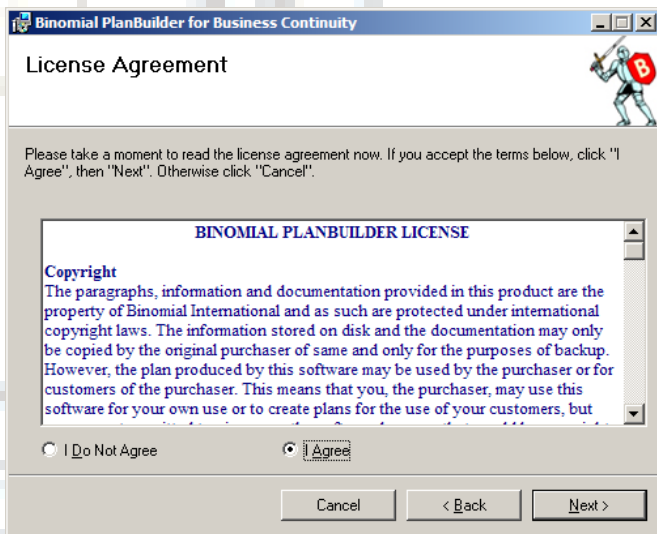 Binomial PlanBuilder for Business Continuity
License Agreement
B
Please take a moment to read the license agreement now. If you accept the terms below, click "I
Agree", then "Next". Otherwise click "Cancel".
BINOMIAL PLANBUILDER LICENSE
Copyright
The paragraphs, information and documentation provided in this product are the
property of Binomial International and as such are protected under international
copyright laws. The information stored on disk and the documentation may only
be copied by the original purchaser of same and only for the purposes of backup.
However, the plan produced by this software may be used by the purchaser or for
customers of the purchaser. This means that you, the purchaser, may use this
software for your own use or to create plans for the use of your customers, but
I Do Not Agree
I Agree
Cancel
< Back
Next >